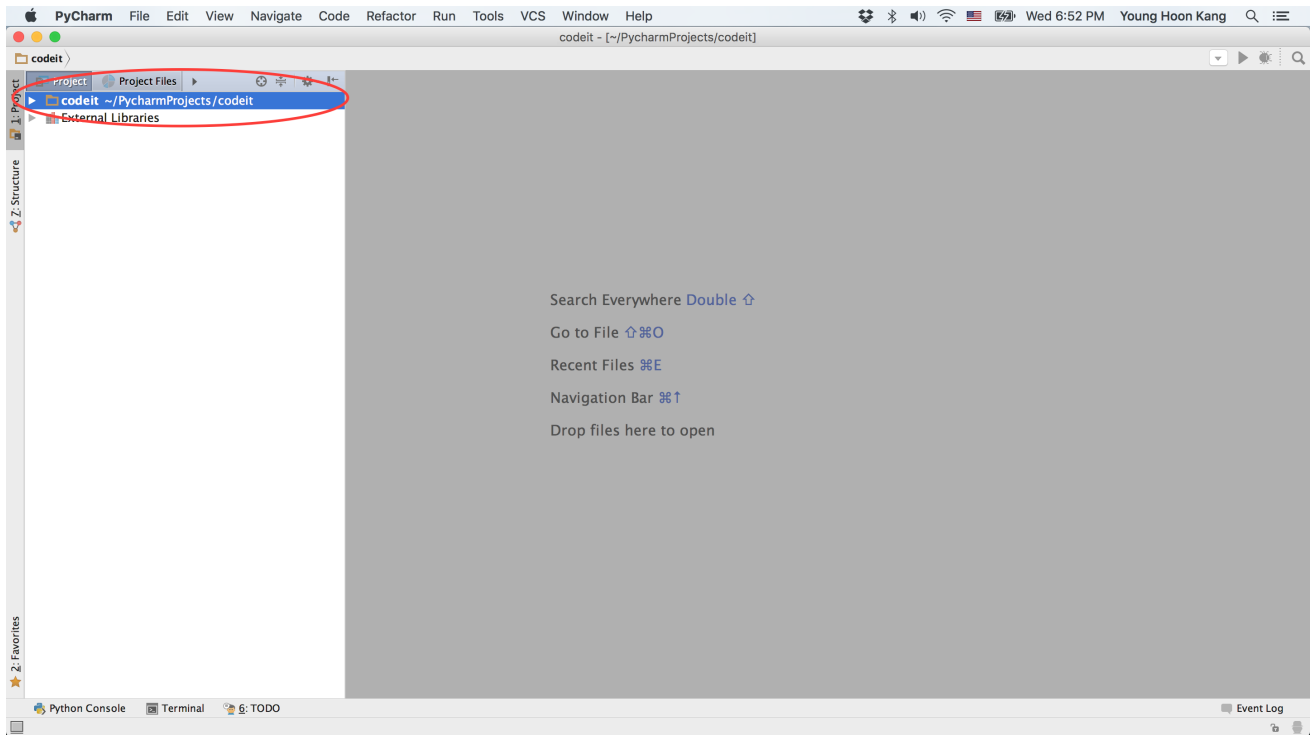 PyCharm File Edit View Navigate Code Refactor Run Tools VCS Window Help Wed 6:52 PM Young Hoon Kang
codeit - [~/PycharmProjects/codeit]
codeit
Project Project Files
1: Project
codeit ~/PycharmProjects/codeit
External Libraries
Z: Structure
Search Everywhere Double ⇧
Go to File ⇧⌘O
Recent Files ⌘E
Navigation Bar ⌘↑
Drop files here to open
2: Favorites
Python Console Terminal 6: TODO Event Log